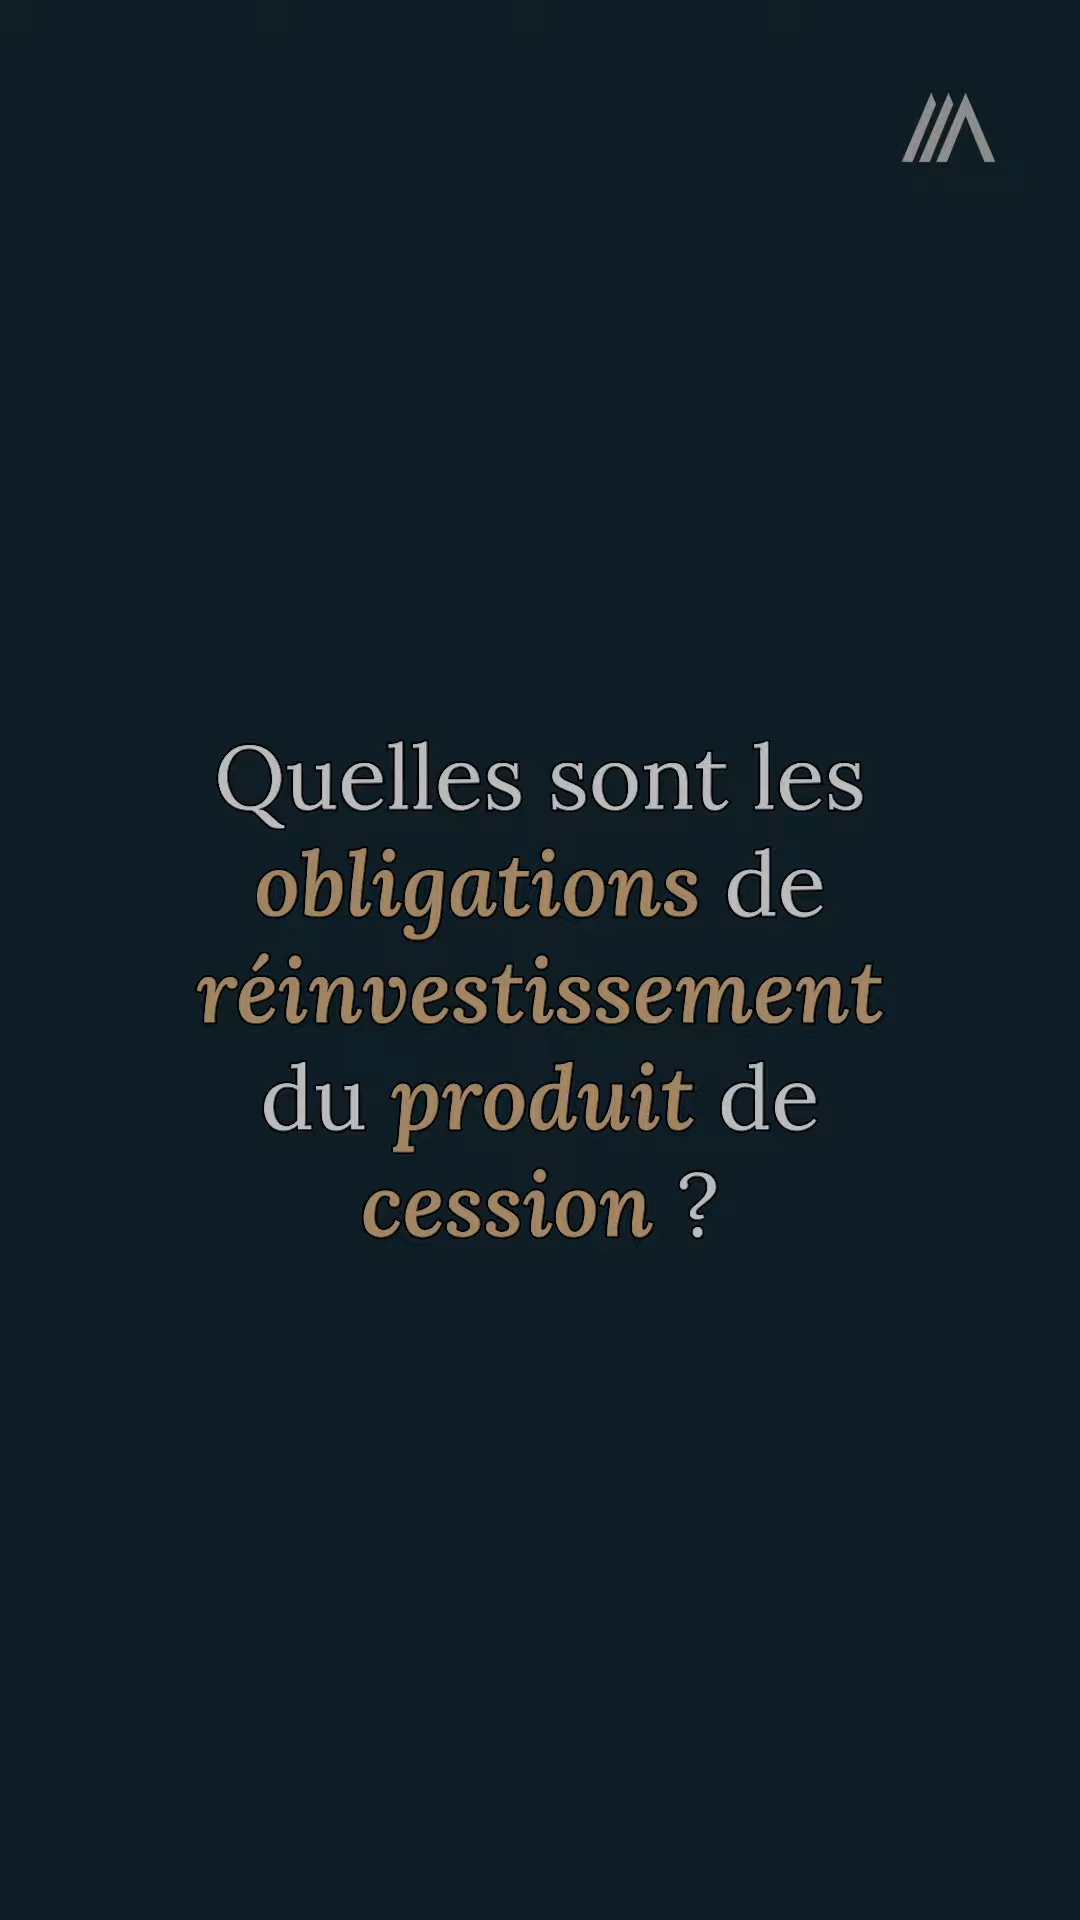 Quelles sont les
obligations de
réinvestissement
du produit de
cession ?